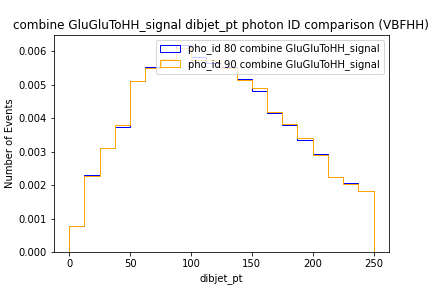 combine GluGluToHH_signal dibjet_pt photon ID comparison (VBFHH)
pho_id 80 combine GluGluToHH_signal
pho_id 90 combine GluGluToHH_signal
Number of Events
0.006
0.005
0.004
0.003
0.002
0.001
0.000
0
50
100
150
200
250
dibjet_pt